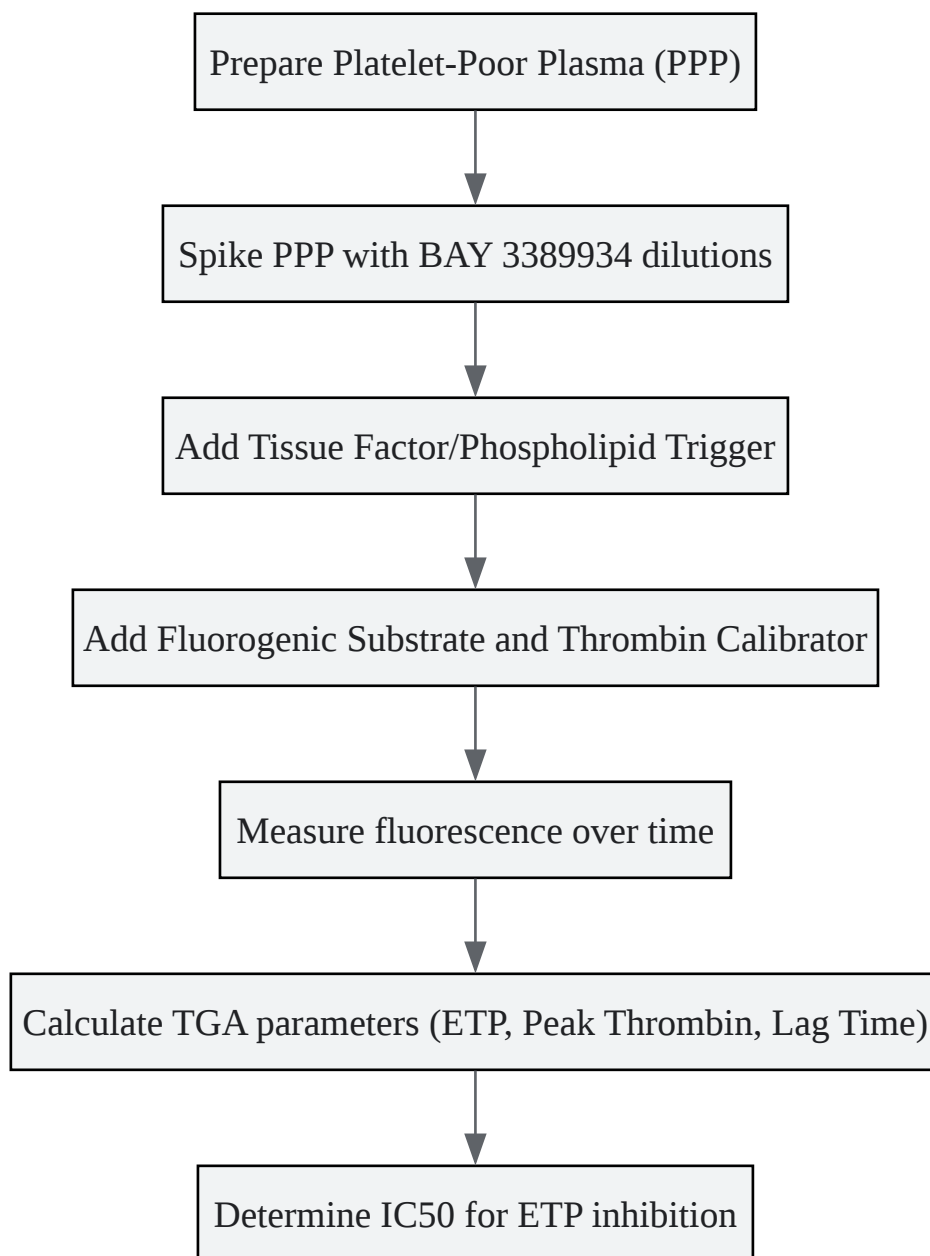 Prepare Platelet-Poor Plasma (PPP)
Spike PPP with BAY 3389934 dilutions
Add Tissue Factor/Phospholipid Trigger
Add Fluorogenic Substrate and Thrombin Calibrator
Measure fluorescence over time
Calculate TGA parameters (ETP, Peak Thrombin, Lag Time)
Determine IC50 for ETP inhibition